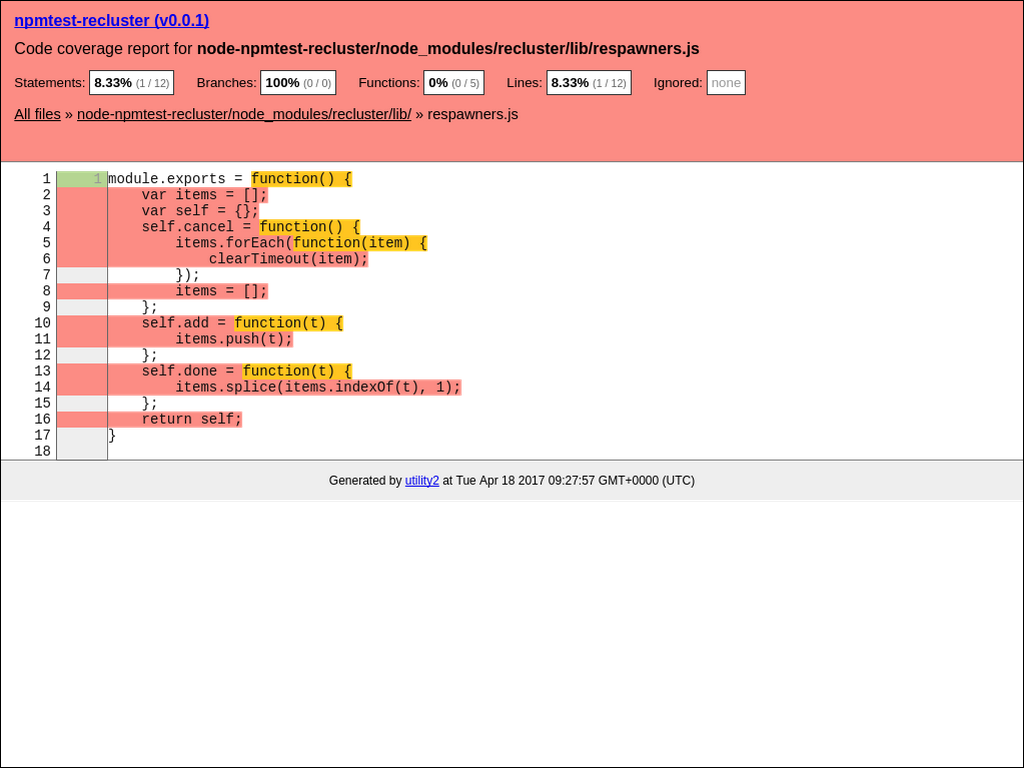 npmtest-recluster (v0.0.1)
Code coverage report for node-npmtest-recluster/node_modules/recluster/lib/respawners.js
Statements: 8.33% (1 / 12) Branches: 100% (0 / 0) Functions: 0% (0 / 5) Lines: 8.33% (1 / 12) Ignored: none
All files » node-npmtest-recluster/node_modules/recluster/lib/ » respawners.js
1 1 module.exports = function() {
2     var items = [];
3     var self = {};
4     self.cancel = function() {
5         items.forEach(function(item) {
6             clearTimeout(item);
7         });
8         items = [];
9     };
10     self.add = function(t) {
11         items.push(t);
12     };
13     self.done = function(t) {
14         items.splice(items.indexOf(t), 1);
15     };
16     return self;
17 }
18
Generated by utility2 at Tue Apr 18 2017 09:27:57 GMT+0000 (UTC)